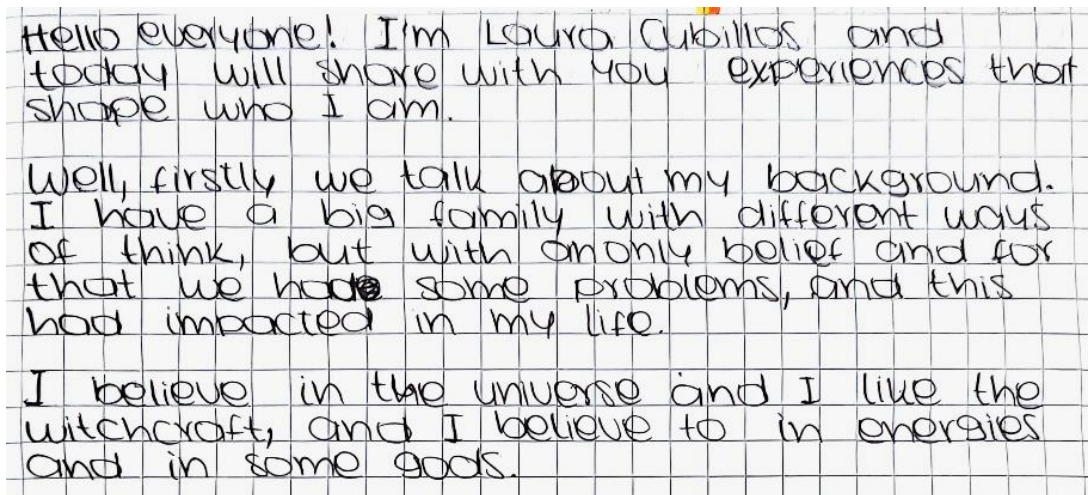 Hello everyone! I'm Laura Cubillos and
today will share with you experiences that
shape who I am.
Well, firstly we talk about my background.
I have a big family with different ways
of think, but with an only belief and for
that we had some problems, and this
had impacted in my life.
I believe in the universe and I like the
witchcraft, and I believe to in energies
and in some gods.